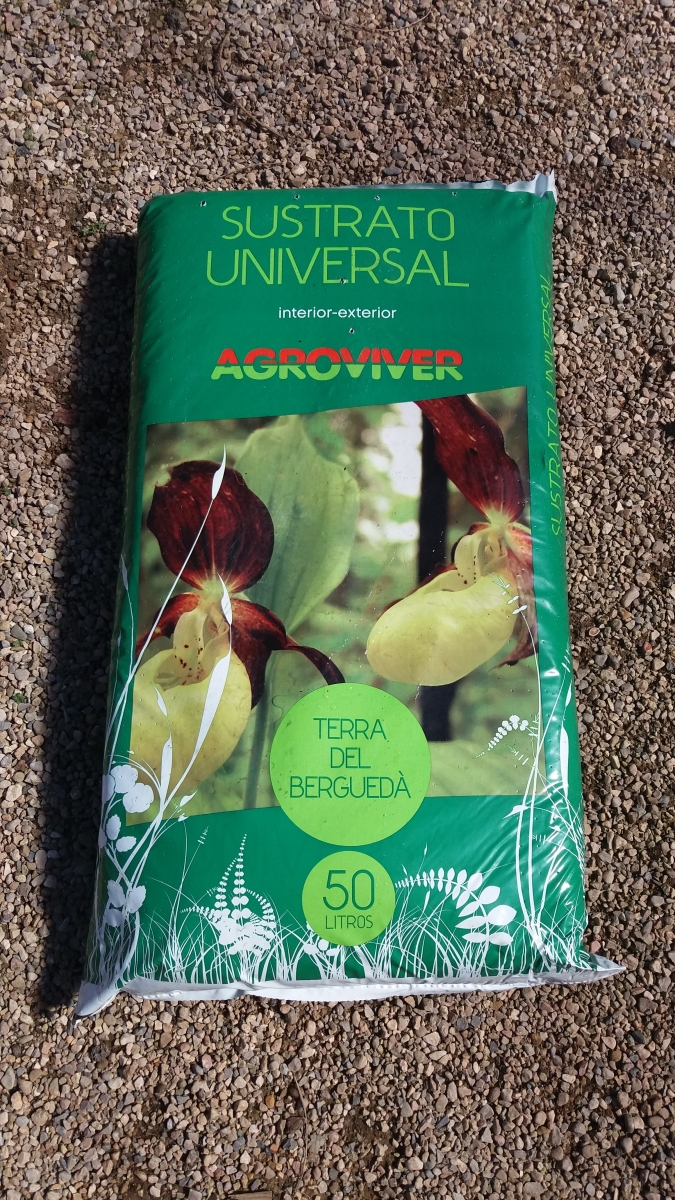 SUSTRATO
UNIVERSAL
interior-exterior
AGROVIVER
SUSTRATO UNIVERSAL
TERRA
DEL
BERGUEDÀ
50
LITROS